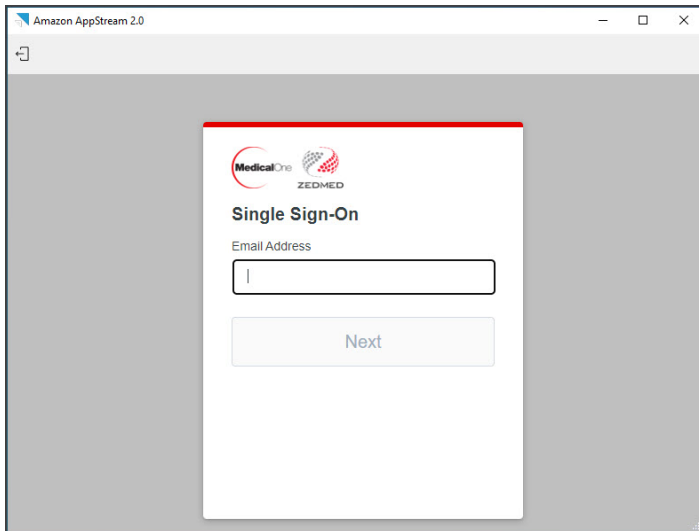 Amazon AppStream 2.0
MedicalOne
ZEDMED
Single Sign-On
Email Address
Next